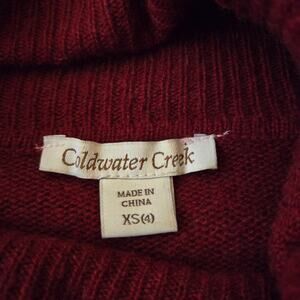 Coldwater Creek
MADE IN
CHINA
XS(4)